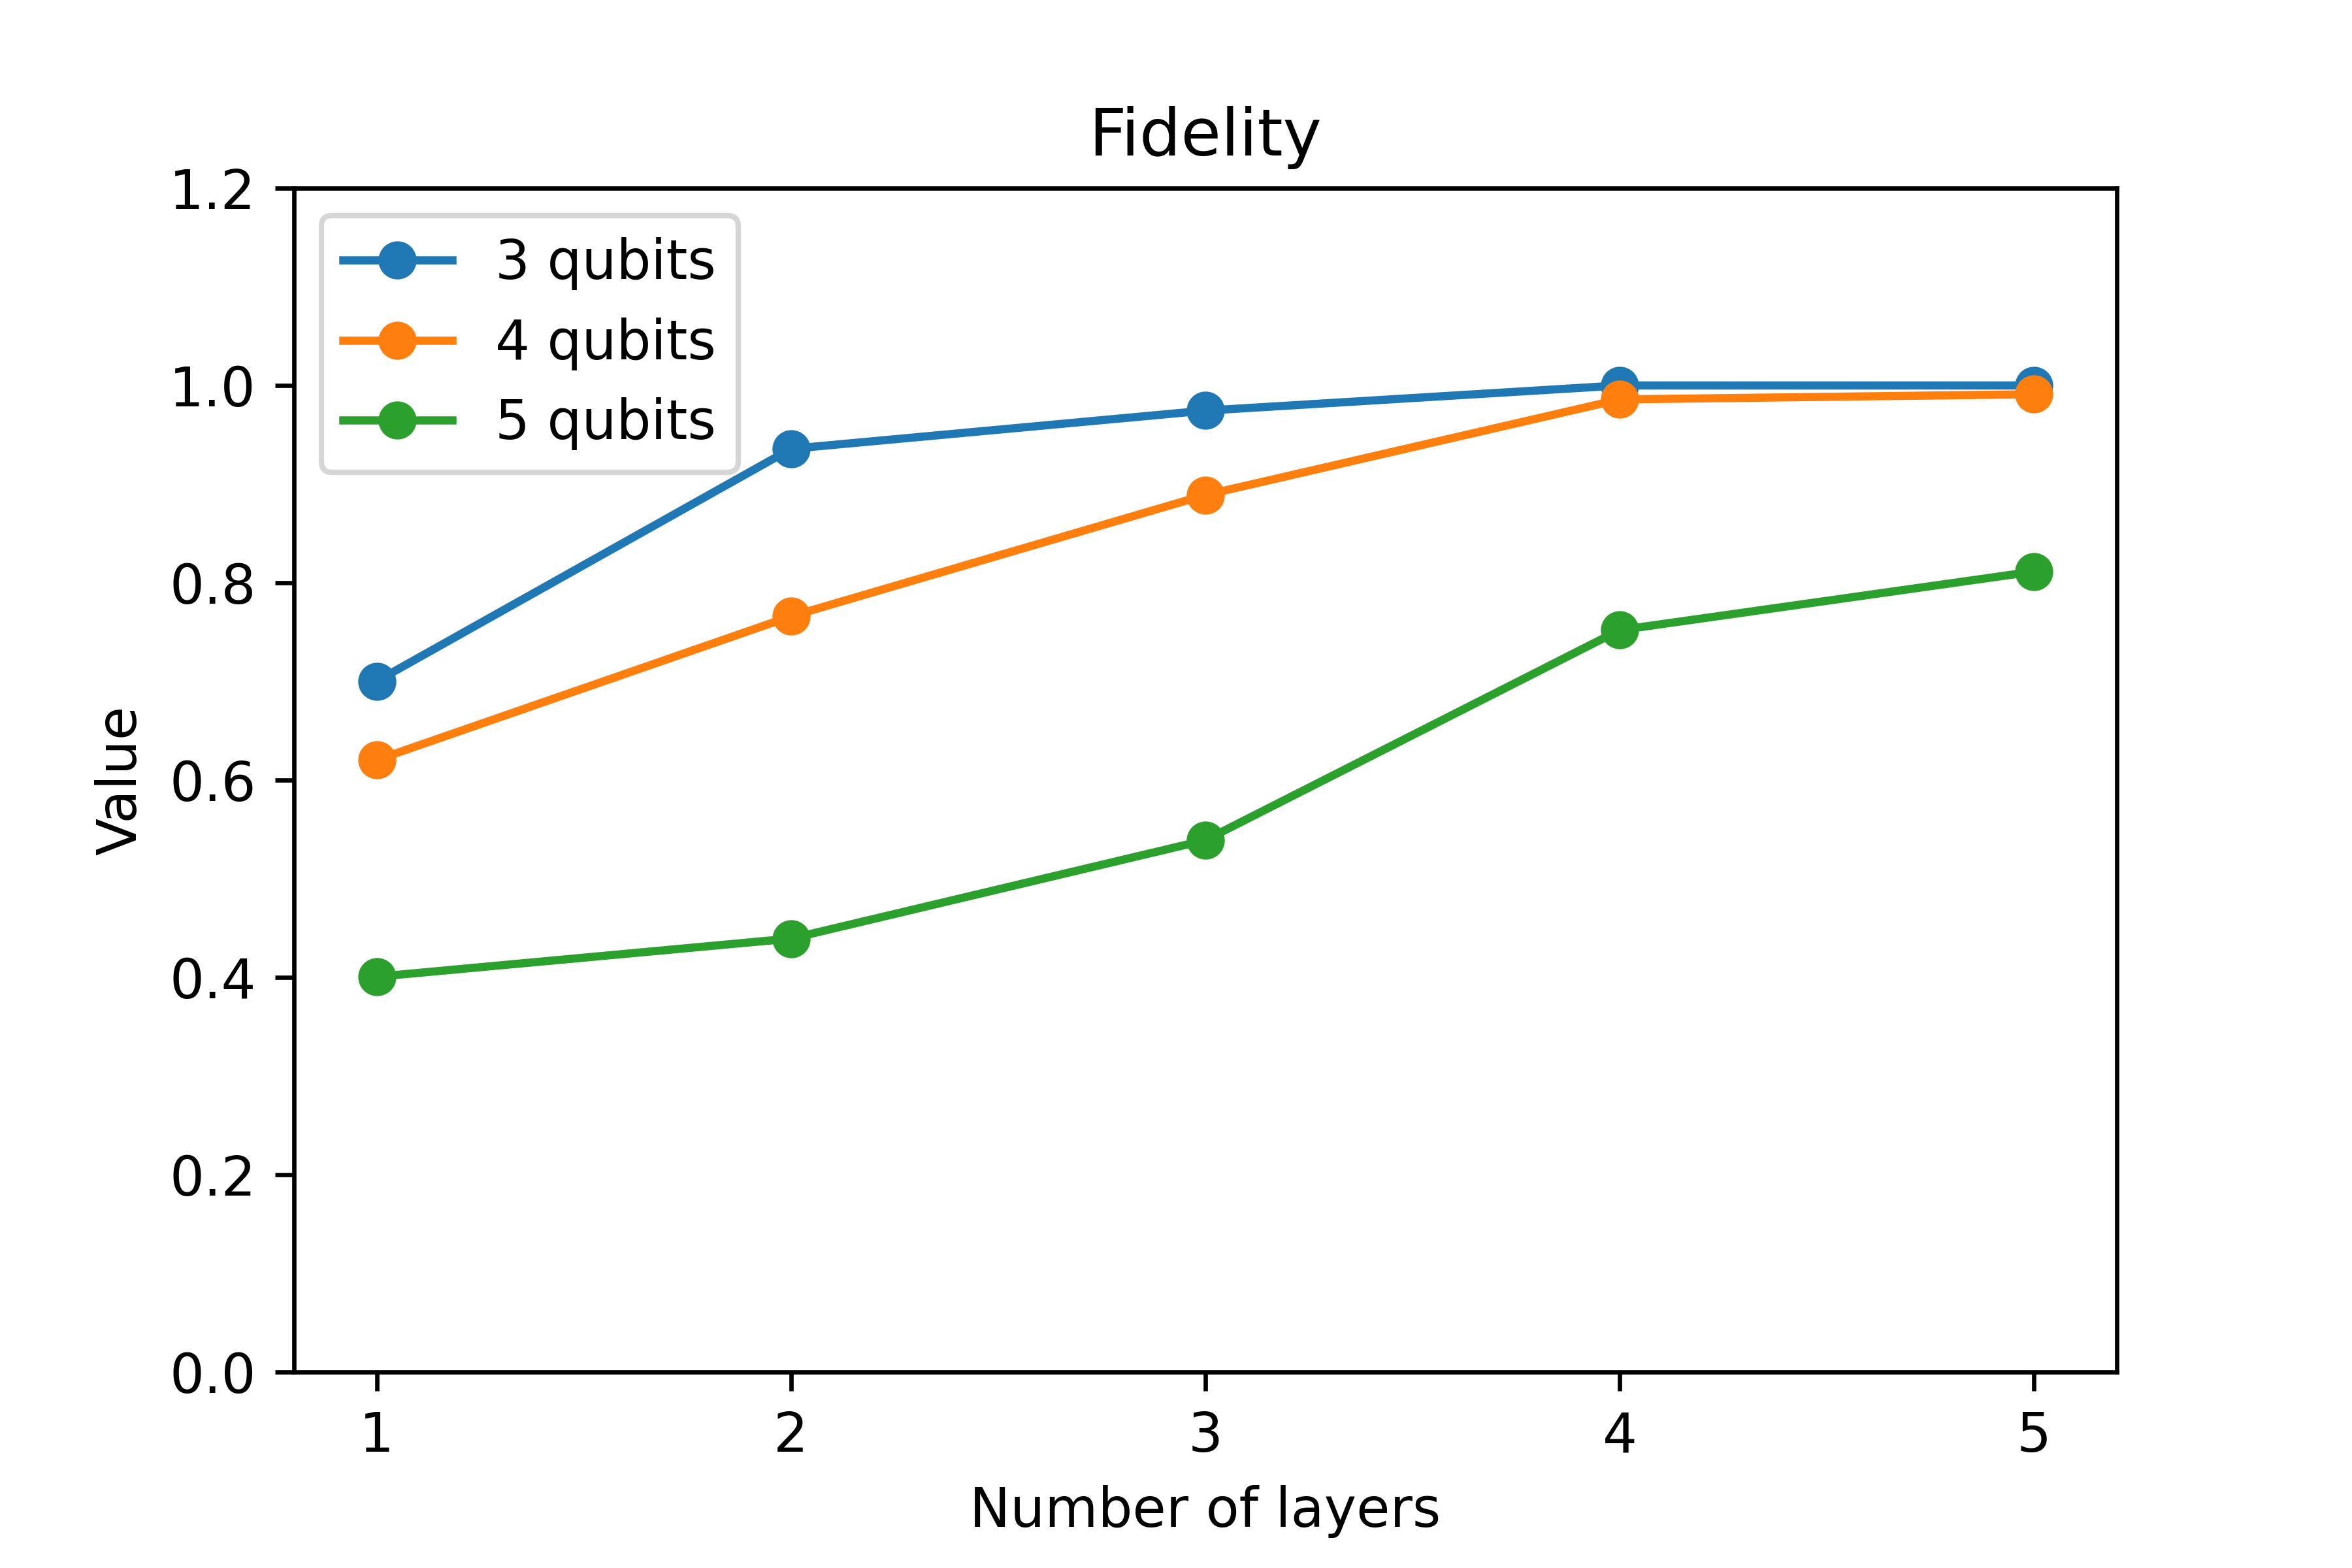 Fidelity
1.2
1.0
0.8
0.6
0.4
0.2
0.0
Value
3 qubits
4 qubits
5 qubits
1 2 3 4 5
Number of layers